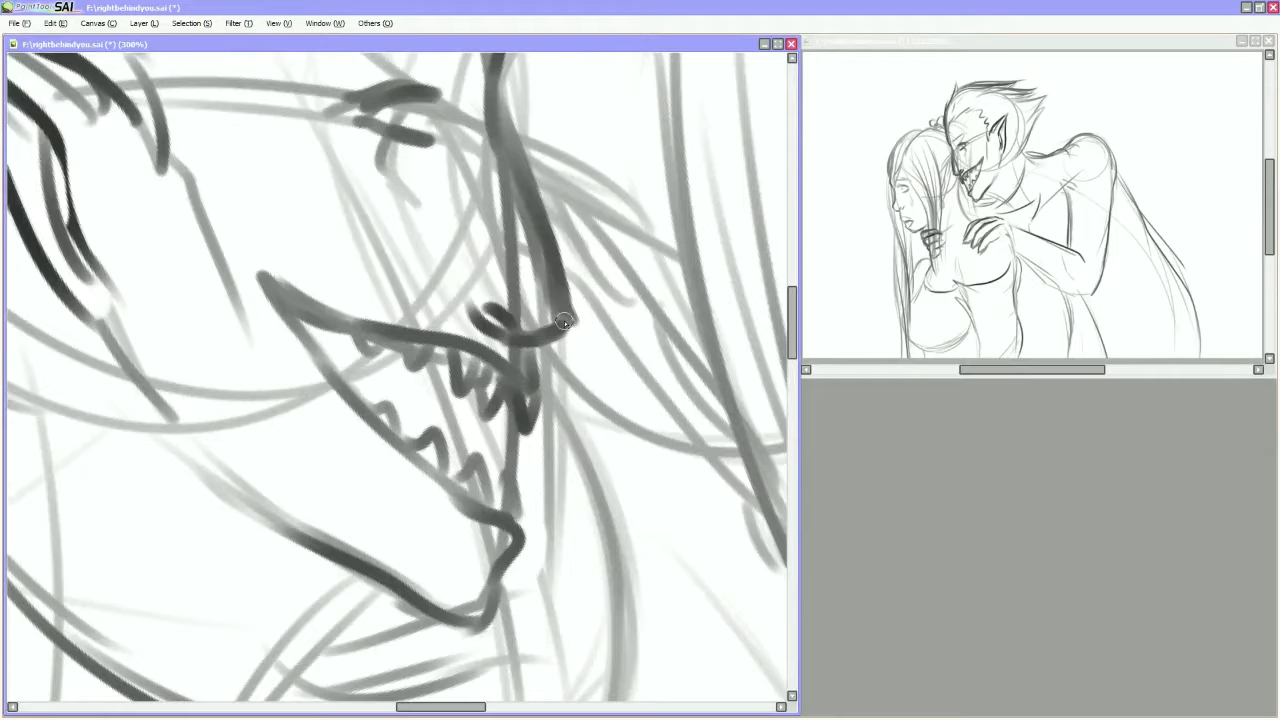 PaintTool SAI F:\rightbehindyou.sai (*)
File (F) Edit (E) Canvas (C) Layer (L) Selection (S) Filter (T) View (V) Window (W) Others (O)
F:\rightbehindyou.sai (*) (300%)